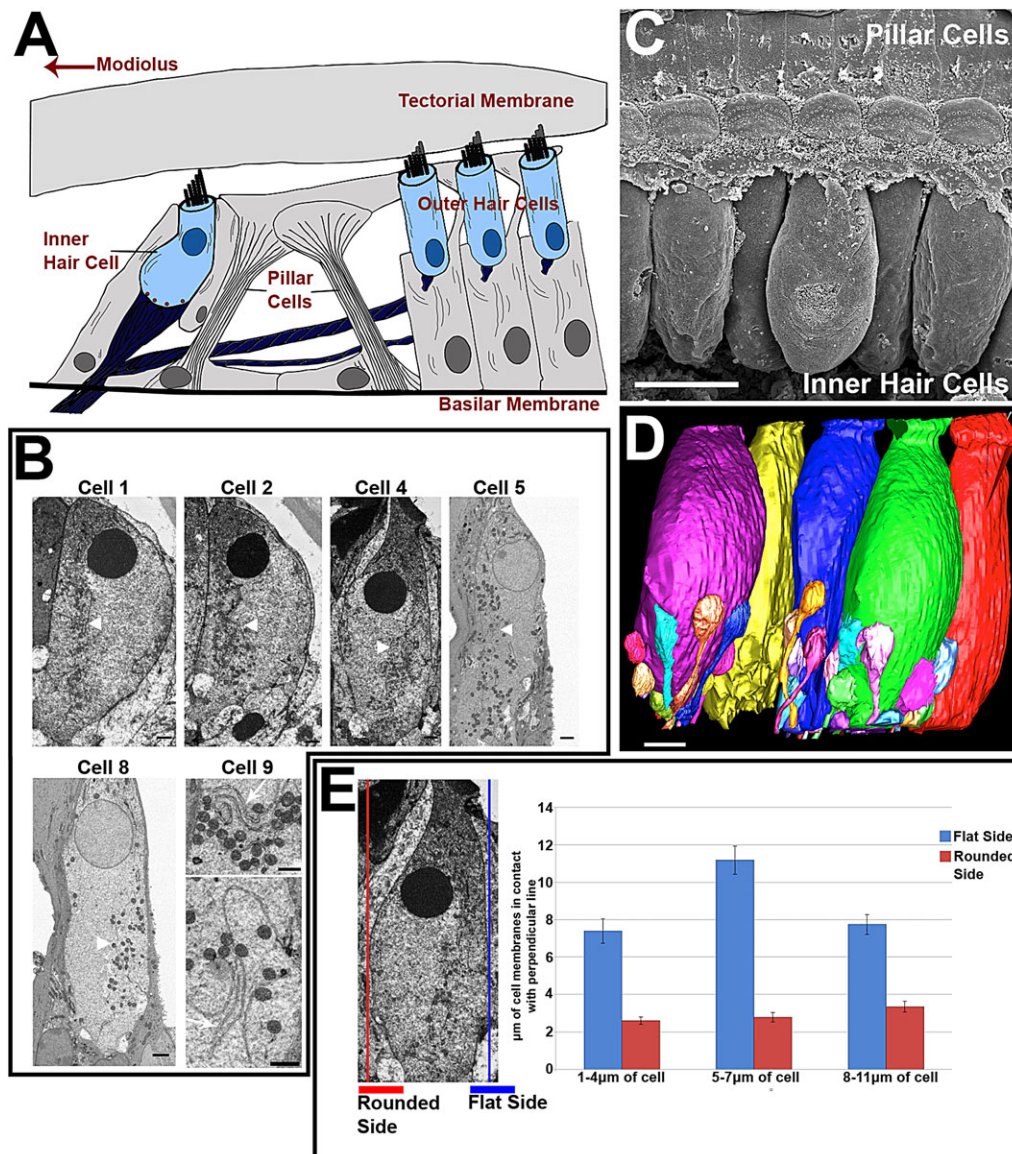 A
Modiolus
Tectorial Membrane
Outer Hair Cells
Inner
Hair Cell
Pillar
Cells
Basilar Membrane
C
Pillar Cells
Inner Hair Cells
B
Cell 1
Cell 2
Cell 4
Cell 5
Cell 8
Cell 9
D
E
Rounded
Side
Flat Side
µm of cell membranes in contact
with perpendicular line
14
12
10
8
6
4
2
0
1-4µm of cell
5-7µm of cell
8-11µm of cell
Flat Side
Rounded
Side